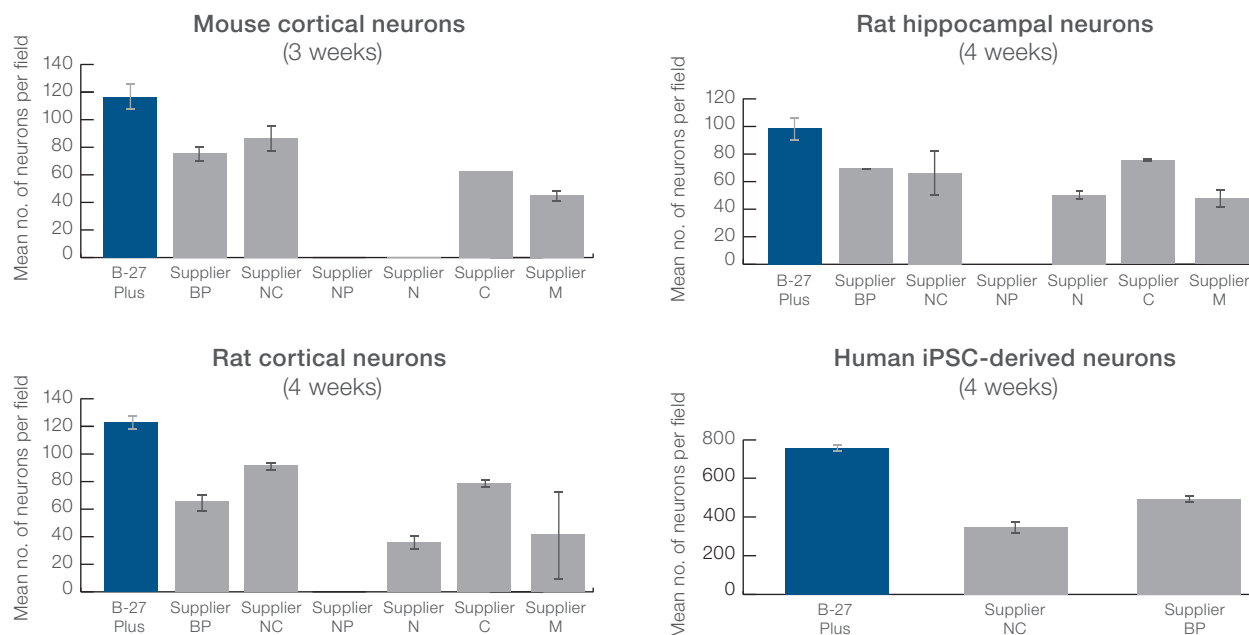 Mouse cortical neurons
(3 weeks)
Mean no. of neurons per field
140
120
100
80
60
40
20
0
B-27 Plus
Supplier BP
Supplier NC
Supplier NP
Supplier N
Supplier C
Supplier M
Rat hippocampal neurons
(4 weeks)
Mean no. of neurons per field
120
100
80
60
40
20
0
B-27 Plus
Supplier BP
Supplier NC
Supplier NP
Supplier N
Supplier C
Supplier M
Rat cortical neurons
(4 weeks)
Mean no. of neurons per field
140
120
100
80
60
40
20
0
B-27 Plus
Supplier BP
Supplier NC
Supplier NP
Supplier N
Supplier C
Supplier M
Human iPSC-derived neurons
(4 weeks)
Mean no. of neurons per field
800
600
400
200
0
B-27 Plus
Supplier NC
Supplier BP